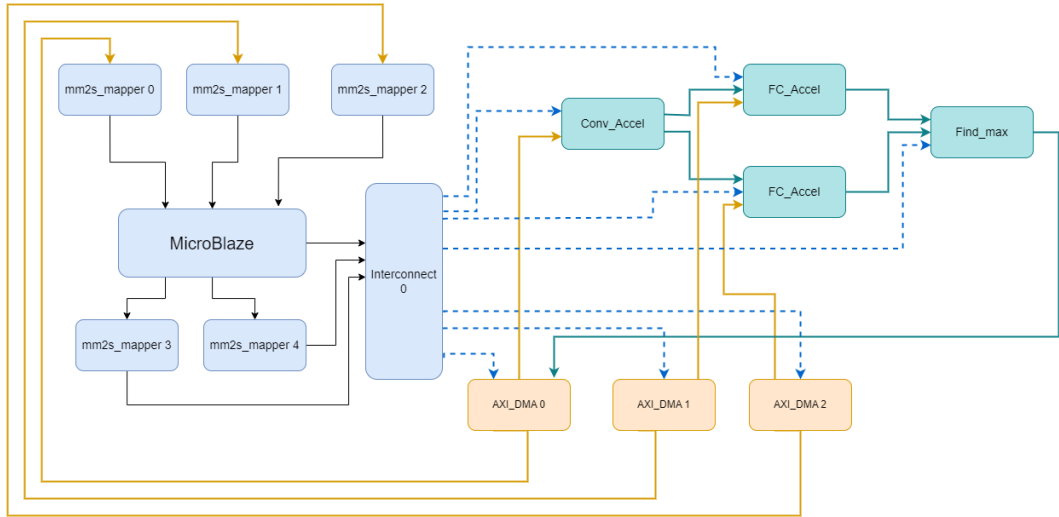 mm2s_mapper 0
mm2s_mapper 1
mm2s_mapper 2
FC_Accel
Conv_Accel
Find_max
FC_Accel
MicroBlaze
Interconnect
0
mm2s_mapper 3
mm2s_mapper 4
AXI_DMA 0
AXI_DMA 1
AXI_DMA 2